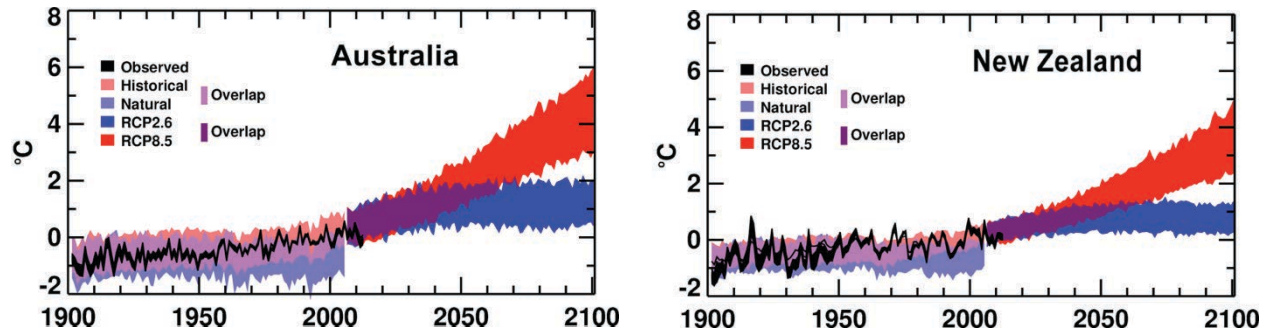 °C
8
6
4
2
0
-2
1900
1950
2000
2050
2100
Australia
Observed
Historical
Natural
RCP2.6
RCP8.5
Overlap
Overlap
°C
8
6
4
2
0
-2
1900
1950
2000
2050
2100
New Zealand
Observed
Historical
Natural
RCP2.6
RCP8.5
Overlap
Overlap